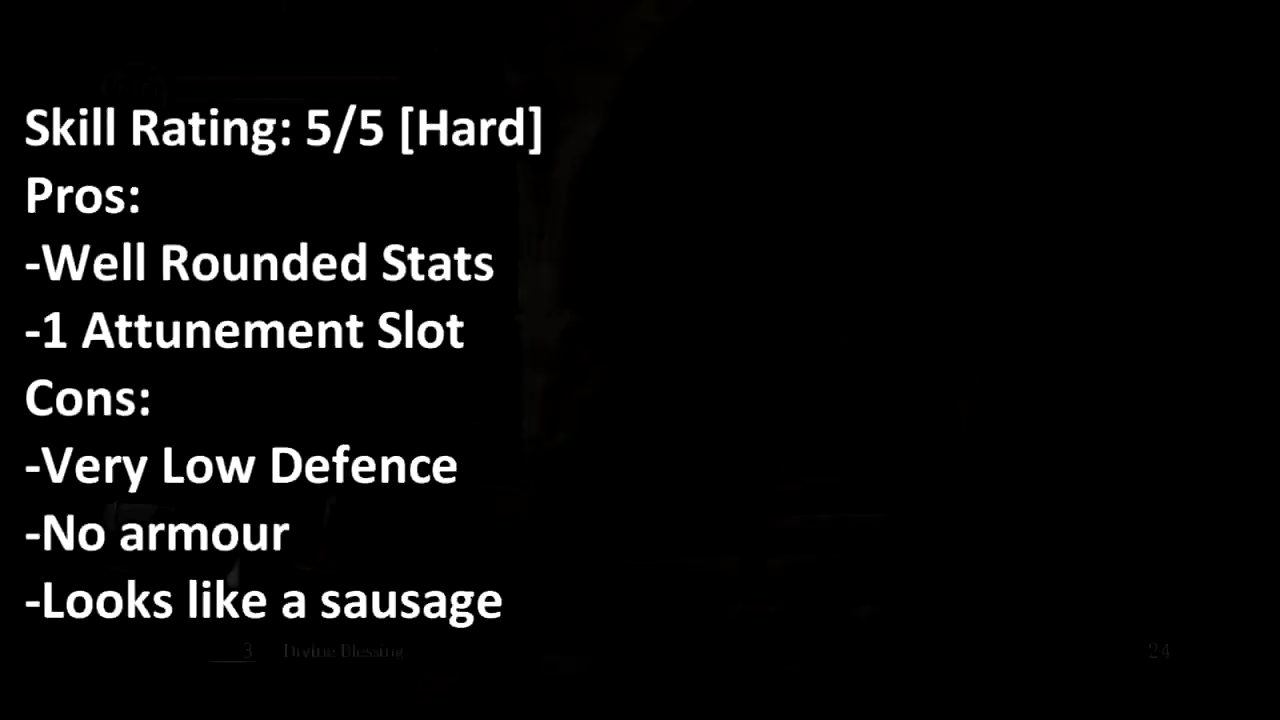 Skill Rating: 5/5 [Hard]
Pros:
-Well Rounded Stats
-1 Attunement Slot
Cons:
-Very Low Defence
-No armour
-Looks like a sausage
3 Divine Blessing 24